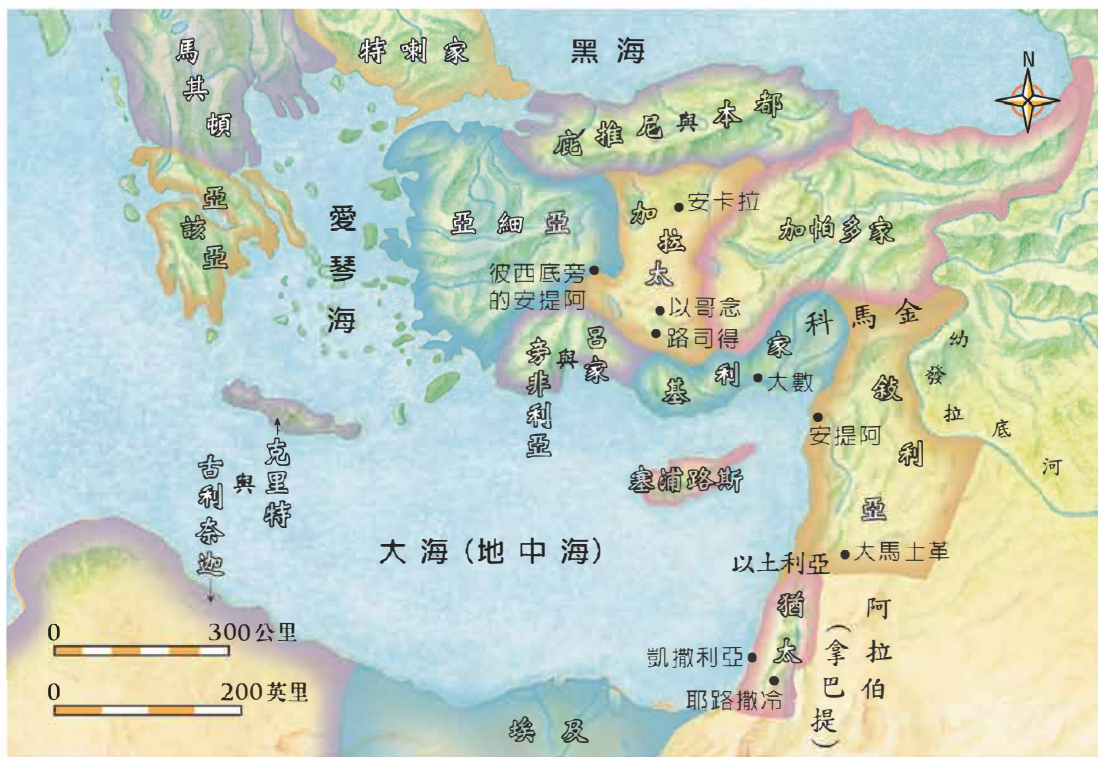 馬其頓
特喇家
黑海
N
庇推尼與本都
亞該亞
愛琴海
亞細亞
加拉太
安卡拉
加帕多家
彼西底旁
的安提阿
以哥念
路司得
旁非利亞
與
呂家
基利家
科馬金
大數
幼發拉底河
敍利亞
安提阿
克里特
與
古利奈迦
塞浦路斯
大海(地中海)
大馬士革
以土利亞
猶太
阿拉伯
(拿巴提)
凱撒利亞
耶路撒冷
埃及
0 300公里
0 200英里